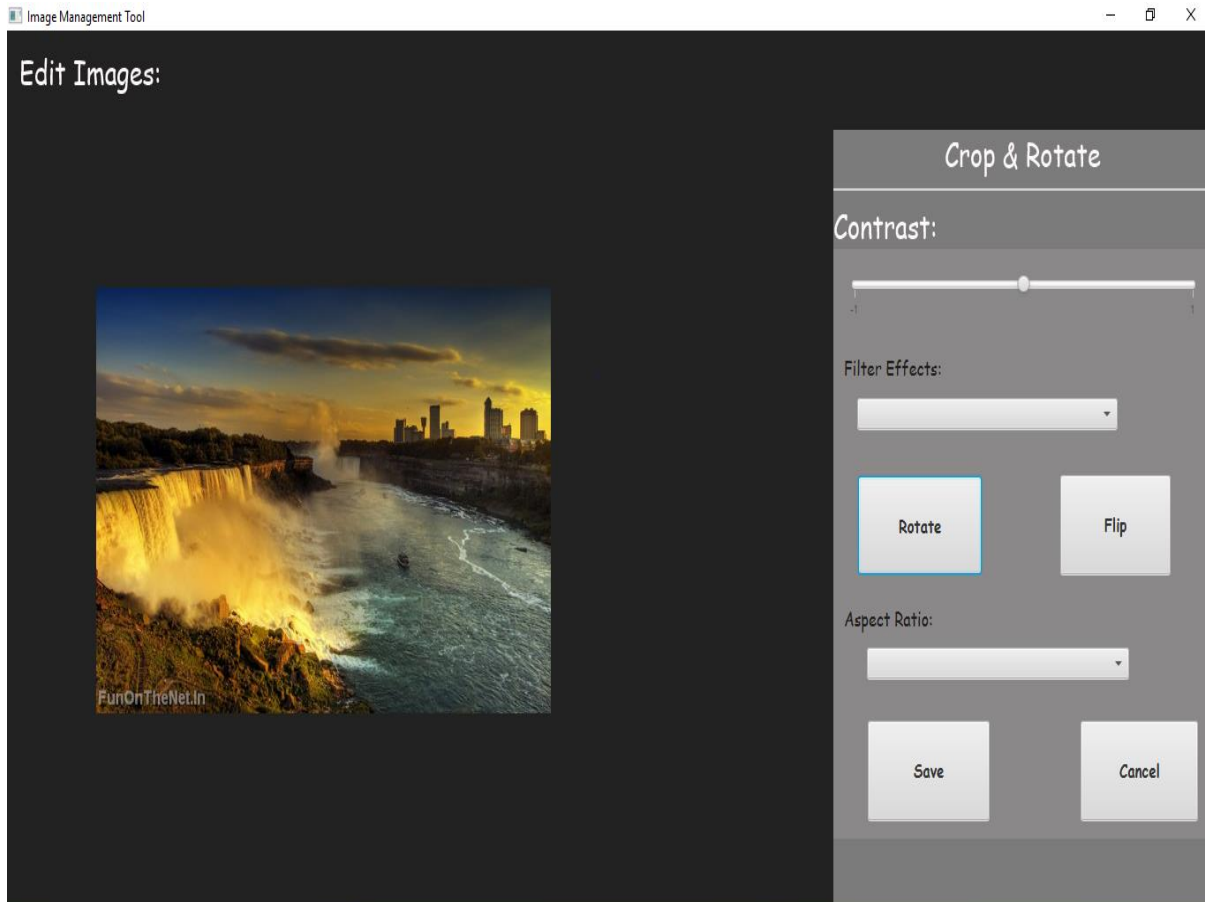 Image Management Tool
Edit Images:
Crop & Rotate
Contrast:
-1 1
Filter Effects:
Rotate Flip
Aspect Ratio:
FunOnTheNet.In
Save Cancel